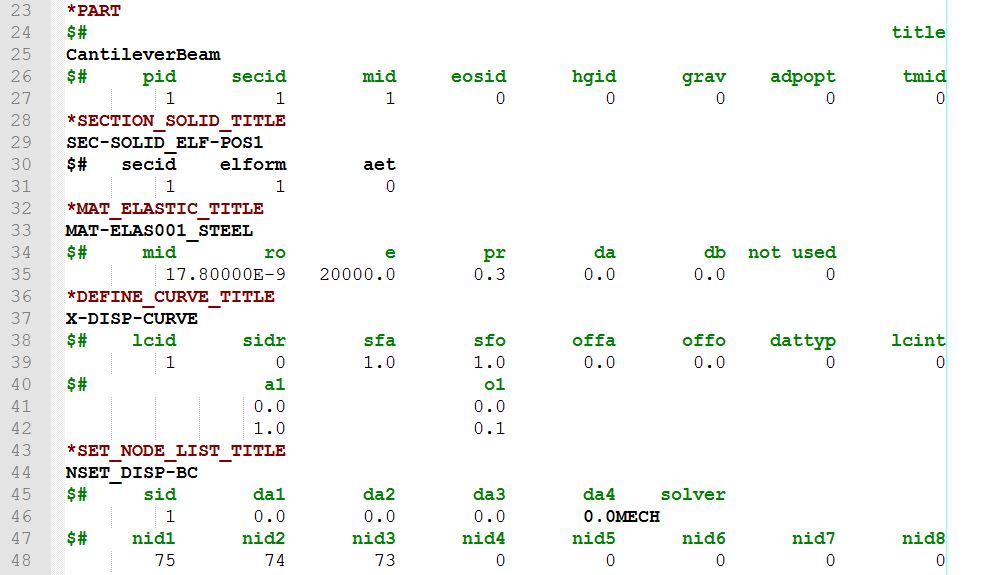 23 *PART
24 $# title
25 CantileverBeam
26 $# pid secid mid eosid hgid grav adpopt tmid
27 1 1 1 0 0 0 0 0
28 *SECTION_SOLID_TITLE
29 SEC-SOLID_ELF-POS1
30 $# secid elform aet
31 1 1 0
32 *MAT_ELASTIC_TITLE
33 MAT-ELAS001_STEEL
34 $# mid ro e pr da db not used
35 17.80000E-9 20000.0 0.3 0.0 0.0 0
36 *DEFINE_CURVE_TITLE
37 X-DISP-CURVE
38 $# lcid sidr sfa sfo offa offo dattyp lcint
39 1 0 1.0 1.0 0.0 0.0 0 0
40 $# a1 o1
41 0.0 0.0
42 1.0 0.1
43 *SET_NODE_LIST_TITLE
44 NSET_DISP-BC
45 $# sid da1 da2 da3 da4 solver
46 1 0.0 0.0 0.0 0.0MECH
47 $# nid1 nid2 nid3 nid4 nid5 nid6 nid7 nid8
48 75 74 73 0 0 0 0 0